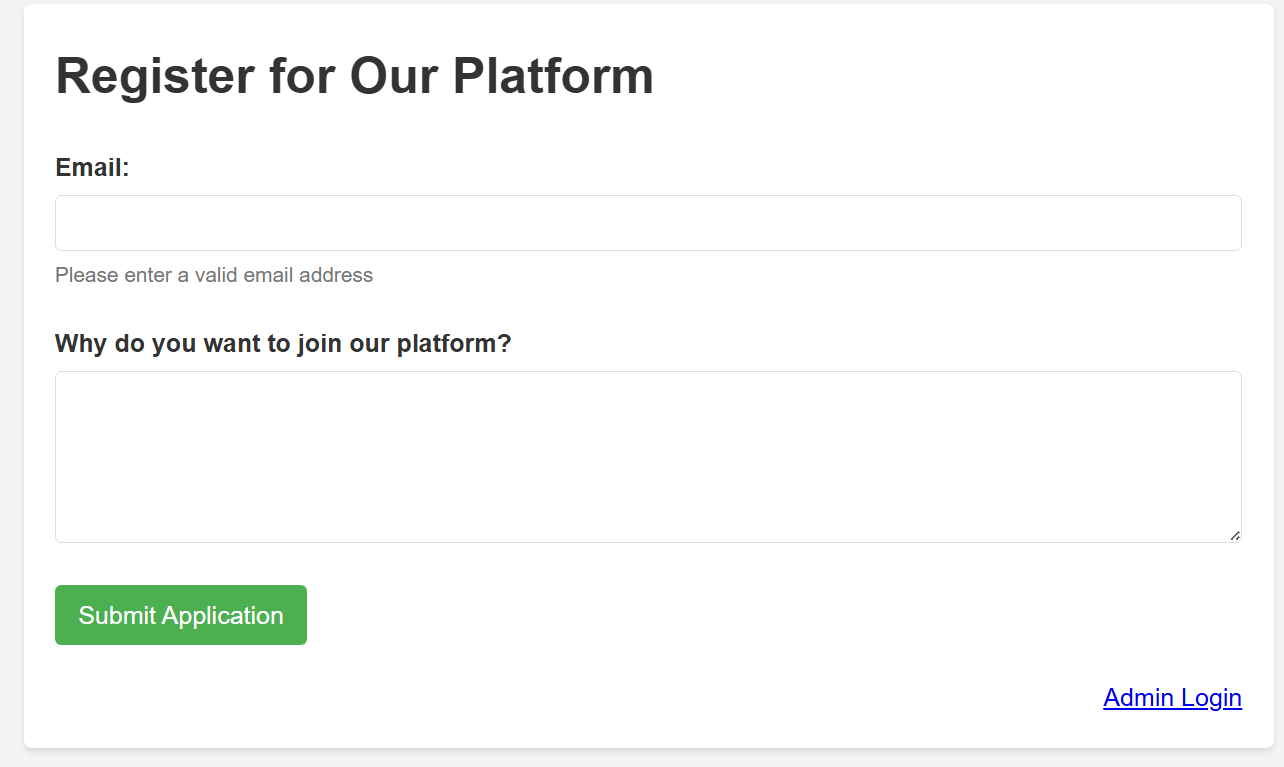 Register for Our Platform
Email:
Please enter a valid email address
Why do you want to join our platform?
Submit Application
Admin Login